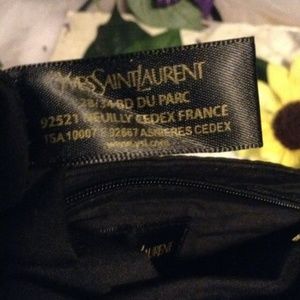 YVES SAINT LAURENT
28/34 BD DU PARC
92521 NEUILLY CEDEX FRANCE
TSA 10007 E 92667 ASNIERES CEDEX
www.ysl.com
LAURENT